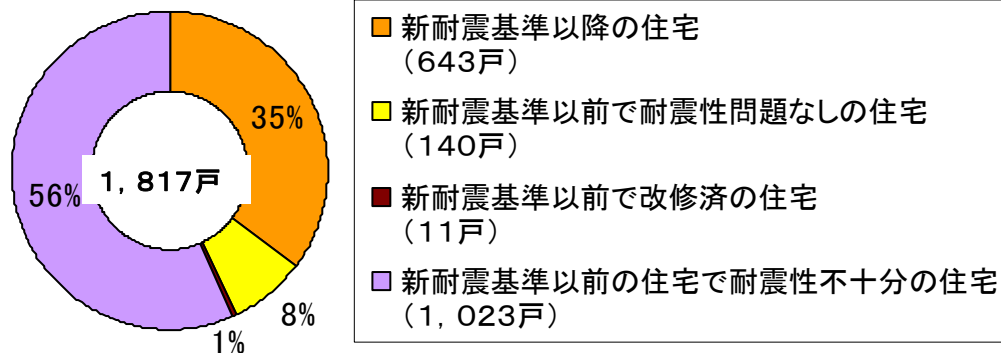 35%
56%
1,817戸
8%
1%
新耐震基準以降の住宅
(643戸)
新耐震基準以前で耐震性問題なしの住宅
(140戸)
新耐震基準以前で改修済の住宅
(11戸)
新耐震基準以前の住宅で耐震性不十分の住宅
(1,023戸)